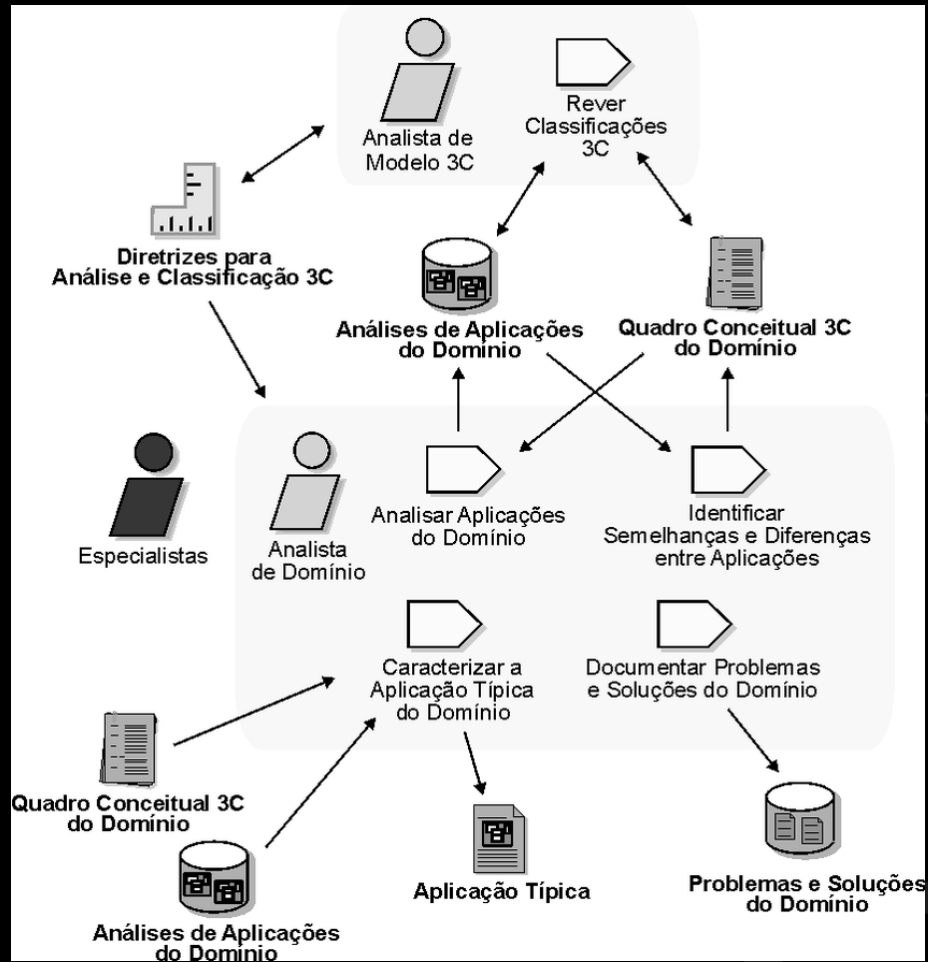 Analista de
Modelo 3C
Rever
Classificações
3C
Diretrizes para
Análise e Classificação 3C
Análises de Aplicações
do Domínio
Quadro Conceitual 3C
do Domínio
Especialistas
Analista
de Domínio
Analisar Aplicações
do Domínio
Identificar
Semelhanças e Diferenças
entre Aplicações
Caracterizar a
Aplicação Típica
do Domínio
Documentar Problemas
e Soluções do Domínio
Quadro Conceitual 3C
do Domínio
Análises de Aplicações
do Domínio
Aplicação Típica
Problemas e Soluções
do Domínio